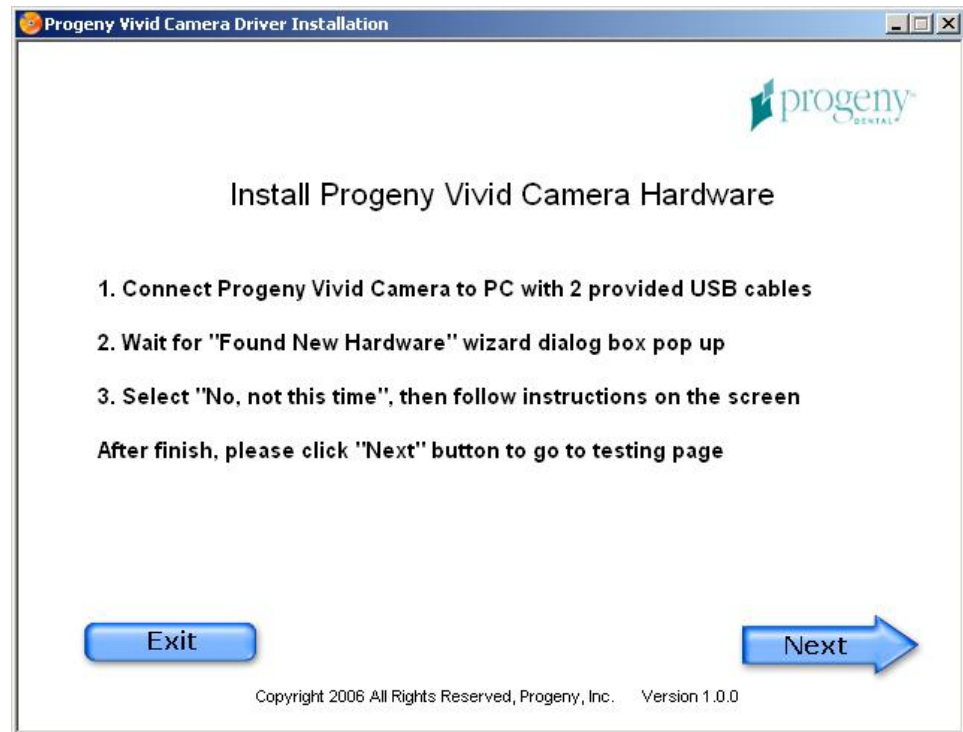 Progeny Vivid Camera Driver Installation
progeny™
DENTAL®
Install Progeny Vivid Camera Hardware
1. Connect Progeny Vivid Camera to PC with 2 provided USB cables
2. Wait for "Found New Hardware" wizard dialog box pop up
3. Select "No, not this time", then follow instructions on the screen
After finish, please click "Next" button to go to testing page
Exit
Next
Copyright 2006 All Rights Reserved, Progeny, Inc. Version 1.0.0